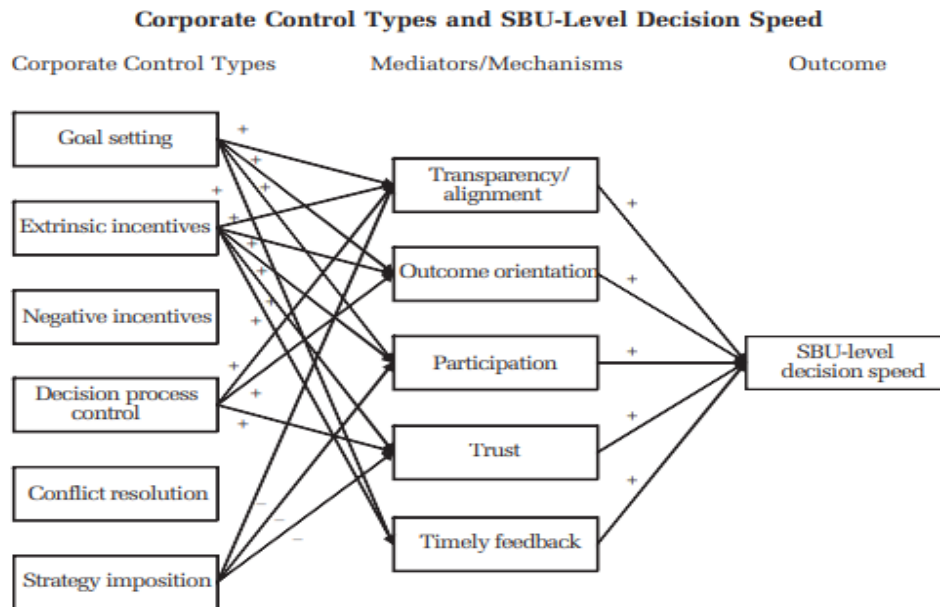 Corporate Control Types and SBU-Level Decision Speed
Corporate Control Types
Mediators/Mechanisms
Outcome
Goal setting
Extrinsic incentives
Negative incentives
Decision process
control
Conflict resolution
Strategy imposition
+
+
+
+
+
+
+
+
+
+
+
+
–
–
–
Transparency/
alignment
Outcome orientation
Participation
Trust
Timely feedback
+
+
+
+
+
SBU-level
decision speed